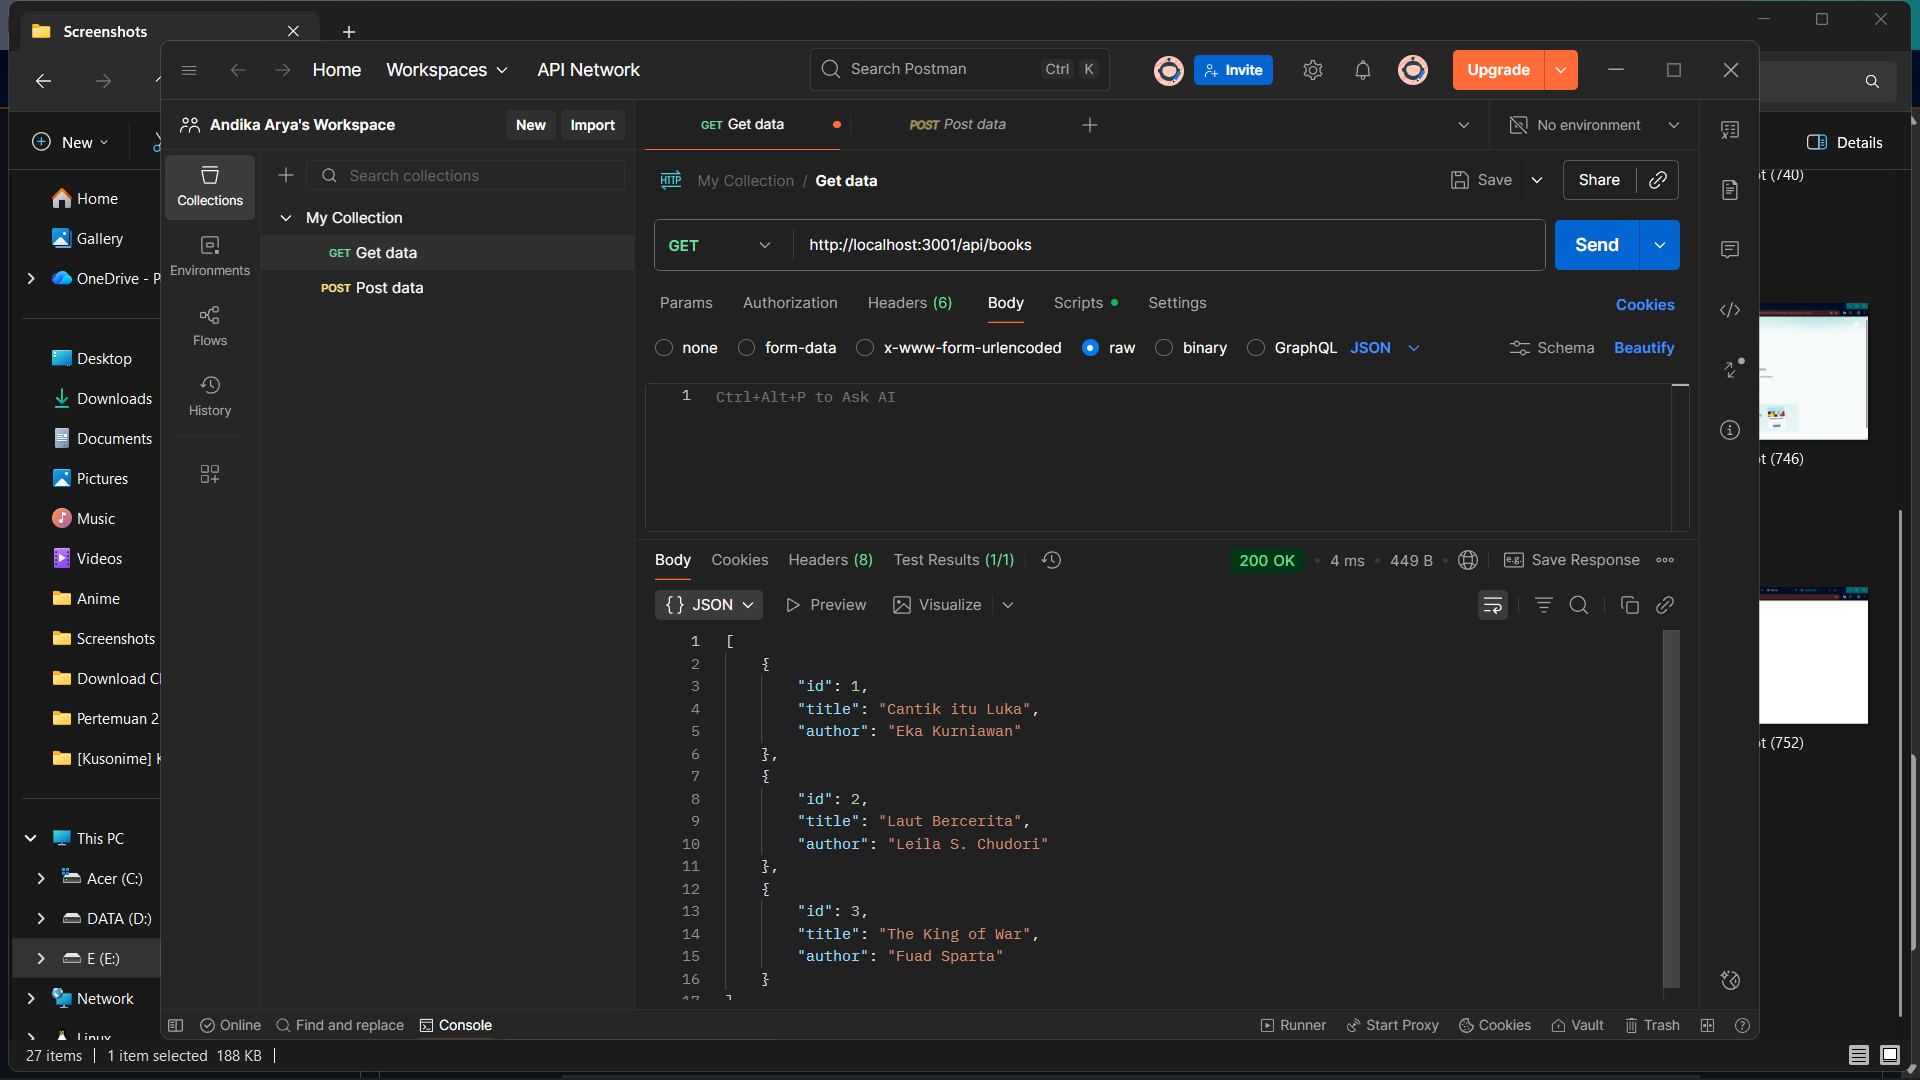 Screenshots
Home Workspaces API Network
Search Postman Ctrl K
Invite
Upgrade
New
Details
Andika Arya's Workspace
New Import
GET Get data
POST Post data
No environment
Collections
Environments
Flows
History
Search collections
My Collection
GET Get data
POST Post data
HTTP My Collection / Get data
Save
Share
GET http://localhost:3001/api/books
Send
Params Authorization Headers (6) Body Scripts Settings
Cookies
none form-data x-www-form-urlencoded raw binary GraphQL JSON
Schema Beautify
1 Ctrl+Alt+P to Ask AI
Body Cookies Headers (8) Test Results (1/1)
200 OK 4 ms 449 B e.g. Save Response
{} JSON Preview Visualize
1 [
2 {
3 "id": 1,
4 "title": "Cantik itu Luka",
5 "author": "Eka Kurniawan"
6 },
7 {
8 "id": 2,
9 "title": "Laut Bercerita",
10 "author": "Leila S. Chudori"
11 },
12 {
13 "id": 3,
14 "title": "The King of War",
15 "author": "Fuad Sparta"
16 }
17 ]
Home
Gallery
OneDrive - P
Desktop
Downloads
Documents
Pictures
Music
Videos
Anime
Screenshots
Download C
Pertemuan 2
[Kusonime] K
This PC
Acer (C:)
DATA (D:)
E (E:)
Network
Linux
t (740)
t (746)
t (752)
Online Find and replace Console
Runner Start Proxy Cookies Vault Trash
27 items 1 item selected 188 KB